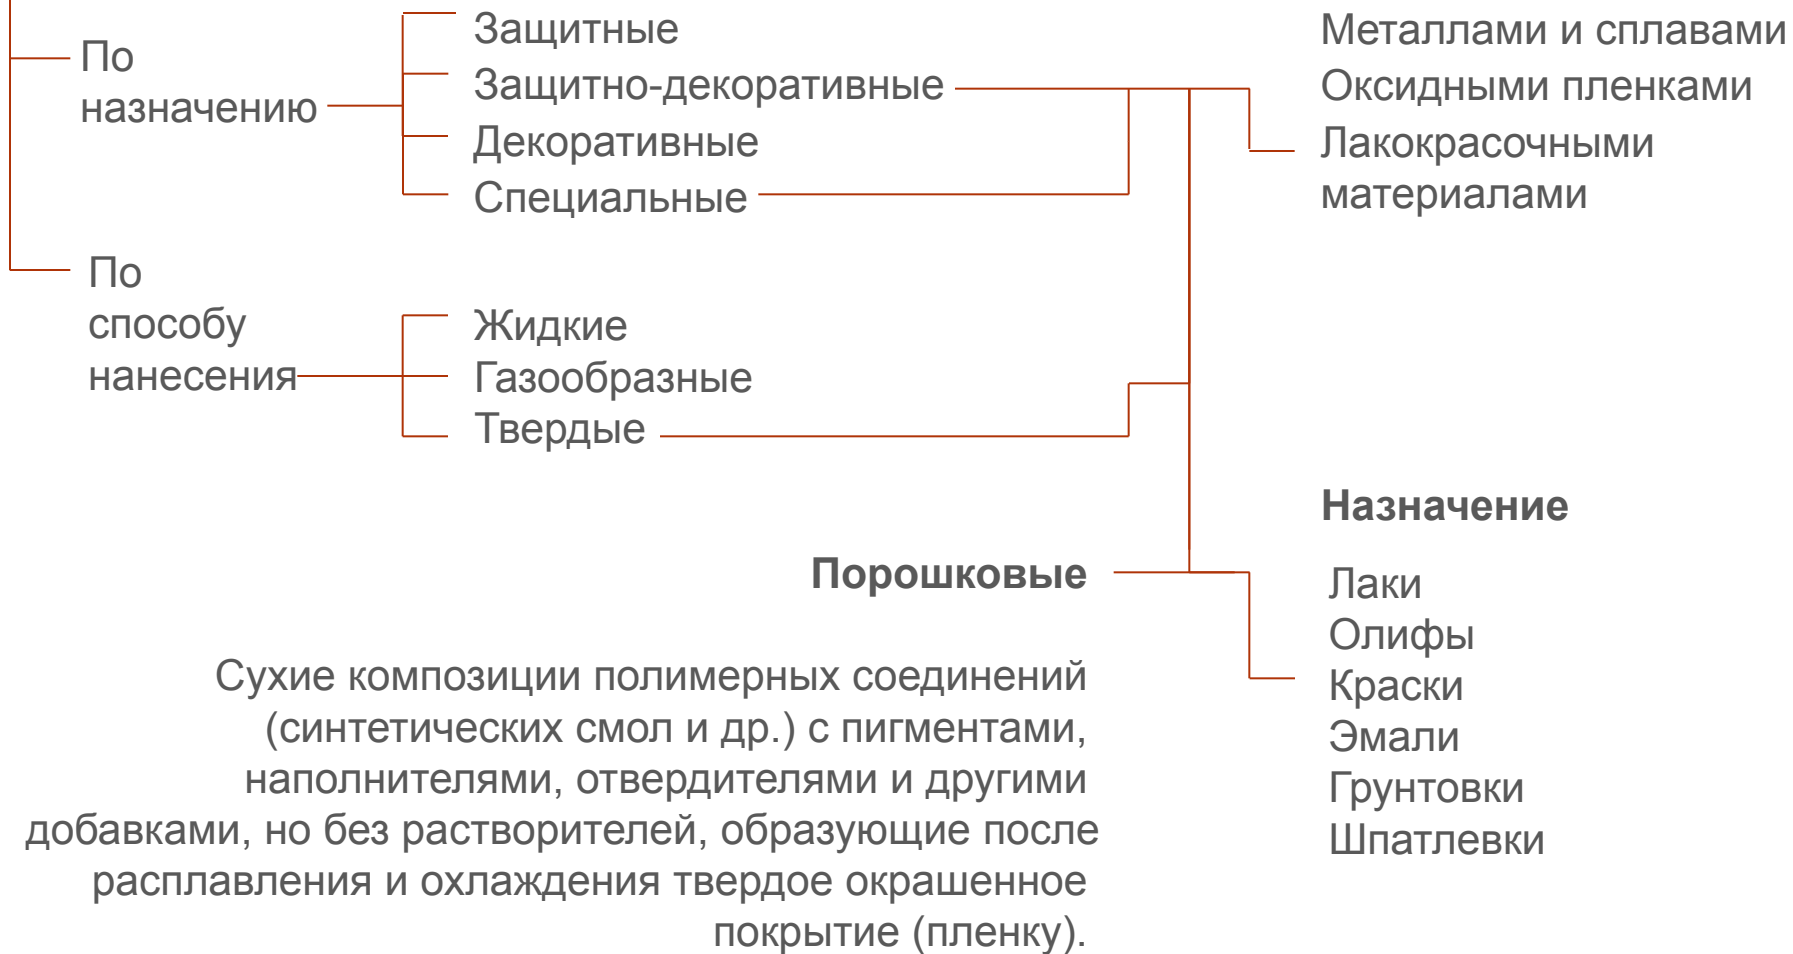 По
назначению
Защитные
Защитно-декоративные
Декоративные
Специальные
Металлами и сплавами
Оксидными пленками
Лакокрасочными
материалами
По
способу
нанесения
Жидкие
Газообразные
Твердые
Порошковые
Сухие композиции полимерных соединений
(синтетических смол и др.) с пигментами,
наполнителями, отвердителями и другими
добавками, но без растворителей, образующие после
расплавления и охлаждения твердое окрашенное
покрытие (пленку).
Назначение
Лаки
Олифы
Краски
Эмали
Грунтовки
Шпатлевки